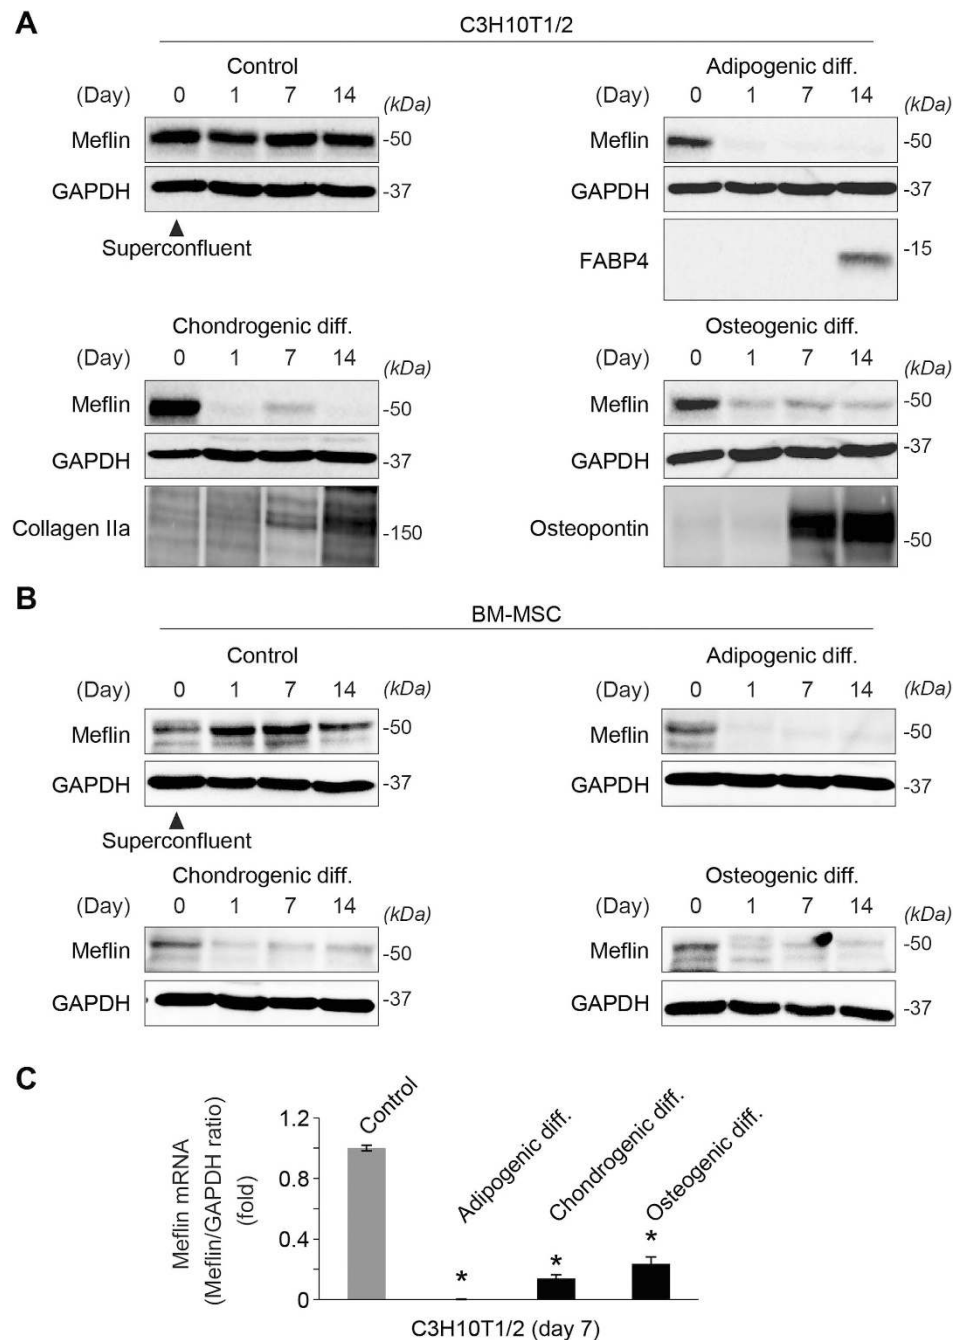 A
C3H10T1/2
Control
(Day) 0 1 7 14 (kDa)
Meflin -50
GAPDH -37
Superconfluent
Adipogenic diff.
(Day) 0 1 7 14 (kDa)
Meflin -50
GAPDH -37
FABP4 -15
Chondrogenic diff.
(Day) 0 1 7 14 (kDa)
Meflin -50
GAPDH -37
Collagen IIa -150
Osteogenic diff.
(Day) 0 1 7 14 (kDa)
Meflin -50
GAPDH -37
Osteopontin -50
B
BM-MSC
Control
(Day) 0 1 7 14 (kDa)
Meflin -50
GAPDH -37
Superconfluent
Adipogenic diff.
(Day) 0 1 7 14 (kDa)
Meflin -50
GAPDH -37
Chondrogenic diff.
(Day) 0 1 7 14 (kDa)
Meflin -50
GAPDH -37
Osteogenic diff.
(Day) 0 1 7 14 (kDa)
Meflin -50
GAPDH -37
C
Meflin mRNA
(Meflin/GAPDH ratio)
(fold)
1.2
0.8
0.4
0
Control
Adipogenic diff.
Chondrogenic diff.
Osteogenic diff.
* * *
C3H10T1/2 (day 7)